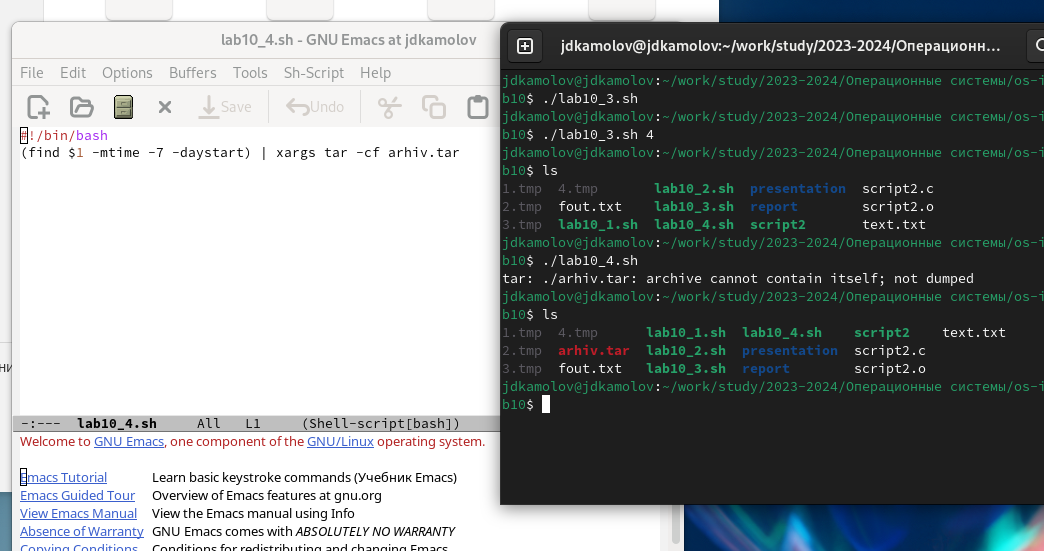 lab10_4.sh - GNU Emacs at jdkamolov
File Edit Options Buffers Tools Sh-Script Help
Save Undo
#!/bin/bash
(find $1 -mtime -7 -daystart) | xargs tar -cf arhiv.tar
-:--- lab10_4.sh All L1 (Shell-script[bash])
Welcome to GNU Emacs, one component of the GNU/Linux operating system.
Emacs Tutorial Learn basic keystroke commands (Учебник Emacs)
Emacs Guided Tour Overview of Emacs features at gnu.org
View Emacs Manual View the Emacs manual using Info
Absence of Warranty GNU Emacs comes with ABSOLUTELY NO WARRANTY
Copying Conditions Conditions for redistributing and changing Emacs
jdkamolov@jdkamolov:~/work/study/2023-2024/Операционн...
jdkamolov@jdkamolov:~/work/study/2023-2024/Операционные системы/os-i
b10$ ./lab10_3.sh
jdkamolov@jdkamolov:~/work/study/2023-2024/Операционные системы/os-i
b10$ ./lab10_3.sh 4
jdkamolov@jdkamolov:~/work/study/2023-2024/Операционные системы/os-i
b10$ ls
1.tmp 4.tmp lab10_2.sh presentation script2.c
2.tmp fout.txt lab10_3.sh report script2.o
3.tmp lab10_1.sh lab10_4.sh script2 text.txt
jdkamolov@jdkamolov:~/work/study/2023-2024/Операционные системы/os-i
b10$ ./lab10_4.sh
tar: ./arhiv.tar: archive cannot contain itself; not dumped
jdkamolov@jdkamolov:~/work/study/2023-2024/Операционные системы/os-i
b10$ ls
1.tmp 4.tmp lab10_1.sh lab10_4.sh script2 text.txt
2.tmp arhiv.tar lab10_2.sh presentation script2.c
3.tmp fout.txt lab10_3.sh report script2.o
jdkamolov@jdkamolov:~/work/study/2023-2024/Операционные системы/os-i
b10$